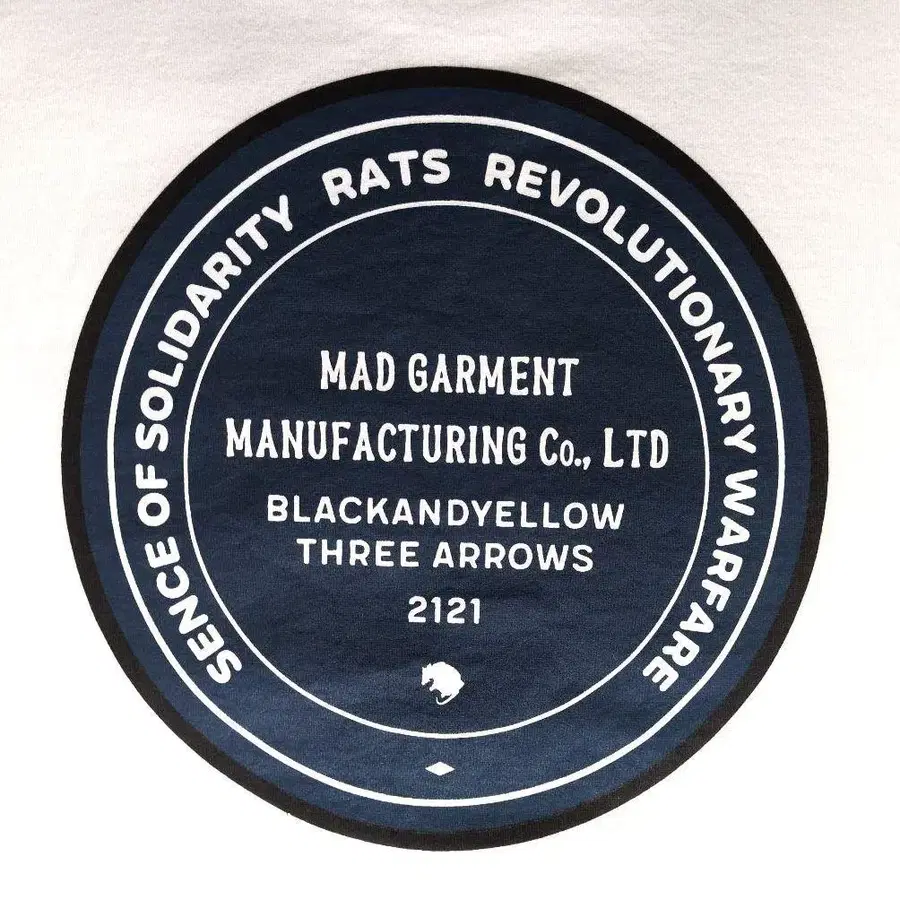 SENCE OF SOLIDARITY RATS REVOLUTIONARY WARFARE
MAD GARMENT
MANUFACTURING Co., LTD
BLACKANDYELLOW
THREE ARROWS
2121